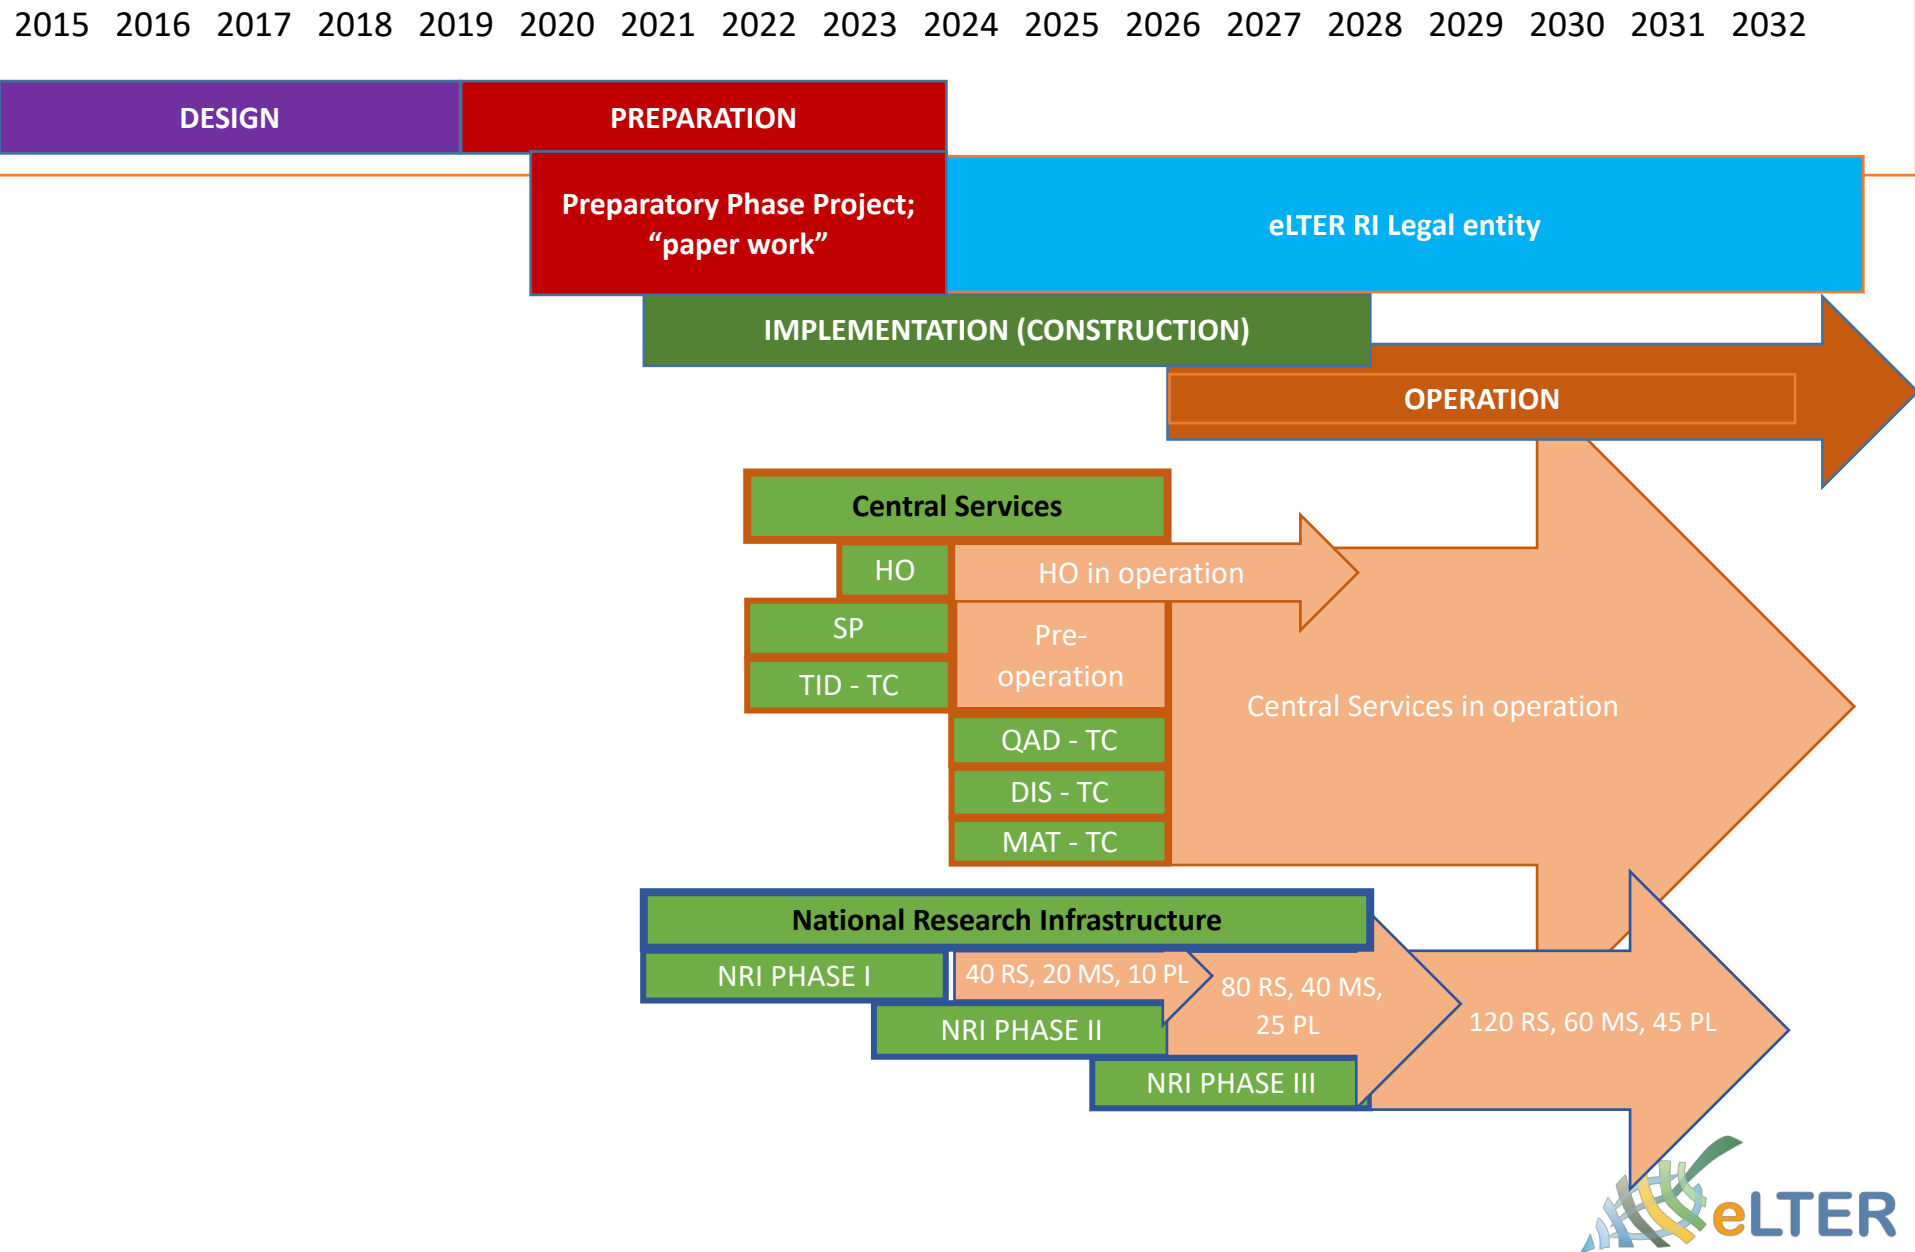 2015 2016 2017 2018 2019 2020 2021 2022 2023 2024 2025 2026 2027 2028 2029 2030 2031 2032
DESIGN
PREPARATION
Preparatory Phase Project;
“paper work”
eLTER RI Legal entity
IMPLEMENTATION (CONSTRUCTION)
OPERATION
Central Services
HO
HO in operation
SP
Pre-
operation
TID - TC
Central Services in operation
QAD - TC
DIS - TC
MAT - TC
National Research Infrastructure
NRI PHASE I
40 RS, 20 MS, 10 PL
80 RS, 40 MS,
25 PL
120 RS, 60 MS, 45 PL
NRI PHASE II
NRI PHASE III
eLTER